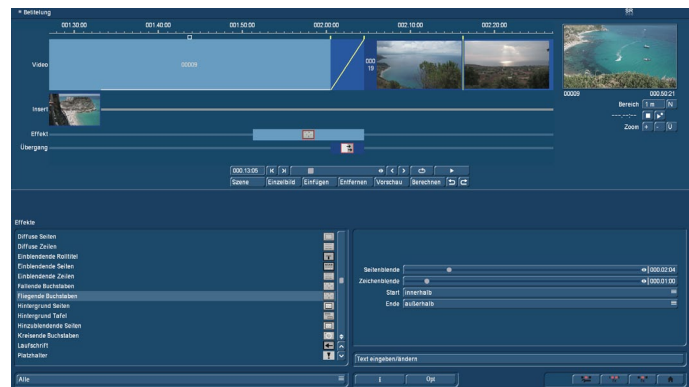 Betitelung
001:30:00 001:40:00 001:50:00 002:00:00 002:10:00 002:20:00
Video
00009
000
19
Insert
Effekt
Übergang
00009 000:50:21
Bereich 1 m N
Zoom + - U
000:13:05
Szene Einzelbild Einfügen Entfernen Vorschau Berechnen
Effekte
Diffuse Seiten
Diffuse Zeilen
Einblendende Rolltitel
Einblendende Seiten
Einblendende Zeilen
Fallende Buchstaben
Fliegende Buchstaben
Hintergrund Seiten
Hintergrund Tafel
Hinzublendende Seiten
Kreisende Buchstaben
Laufschrift
Platzhalter
Alle
Seitenblende 000:02:04
Zeichenblende 000:01:00
Start innerhalb
Ende außerhalb
Text eingeben/ändern
I Opt